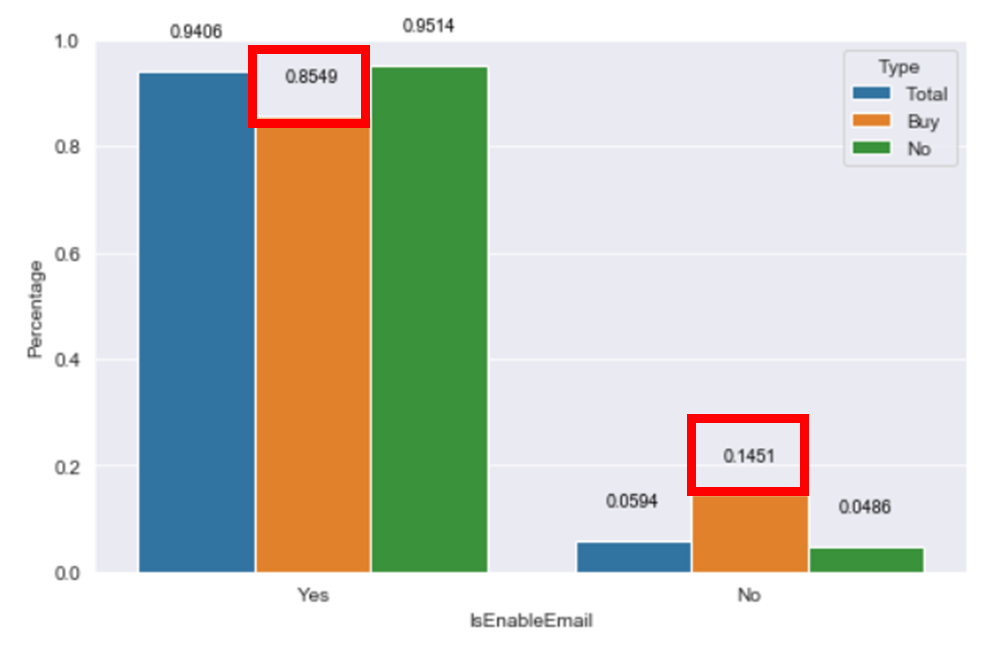 0.9406
0.9514
1.0
0.8549
Type
Total
Buy
No
0.8
0.6
Percentage
0.4
0.2
0.1451
0.0594
0.0486
0.0
Yes
No
IsEnableEmail